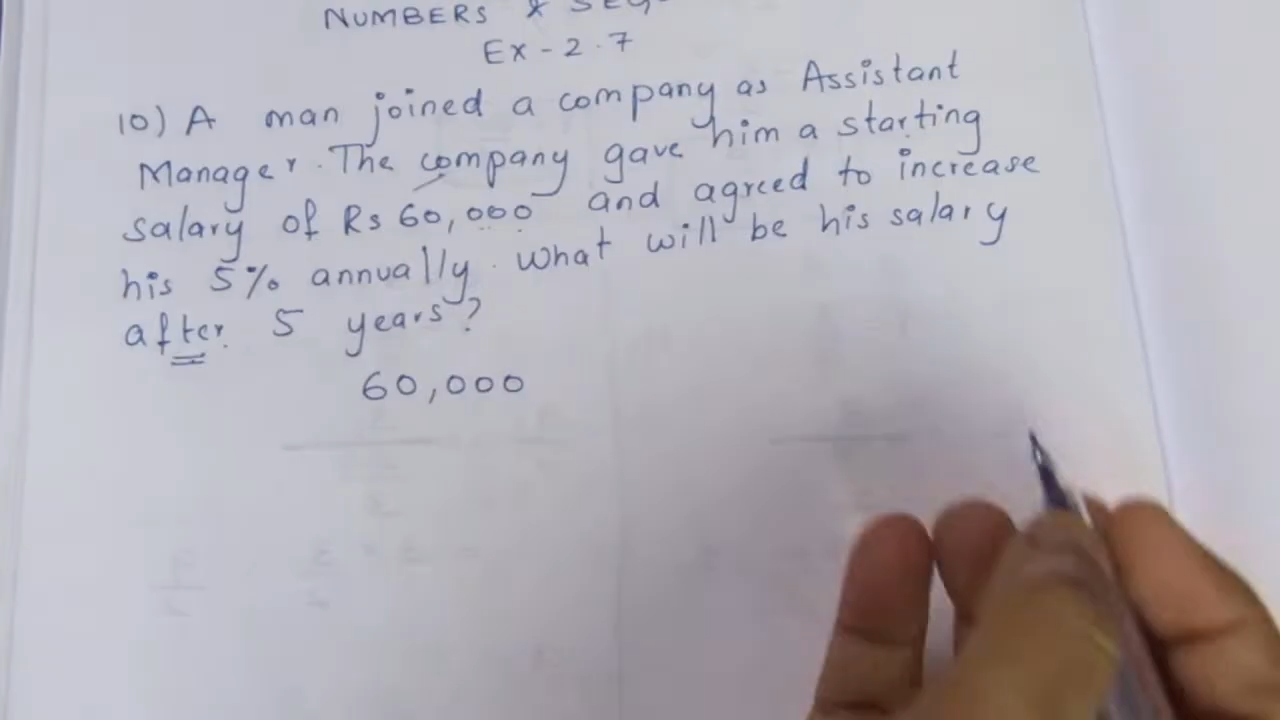 NUMBERS &
Ex - 2.7
10) A man joined a company as Assistant
Manager. The company gave him a starting
salary of Rs 60,000 and agreed to increase
his 5% annually. What will be his salary
after 5 years?
60,000